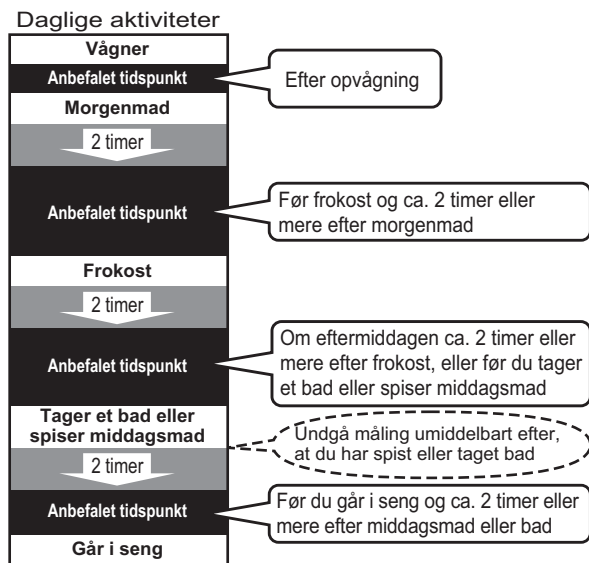 Daglige aktiviteter
Vågner
Anbefalet tidspunkt
Efter opvågning
Morgenmad
2 timer
Anbefalet tidspunkt
Før frokost og ca. 2 timer eller
mere efter morgenmad
Frokost
2 timer
Anbefalet tidspunkt
Om eftermiddagen ca. 2 timer eller
mere efter frokost, eller før du tager
et bad eller spiser middagsmad
Tager et bad eller
spiser middagsmad
Undgå måling umiddelbart efter,
at du har spist eller taget bad
2 timer
Anbefalet tidspunkt
Før du går i seng og ca. 2 timer eller
mere efter middagsmad eller bad
Går i seng